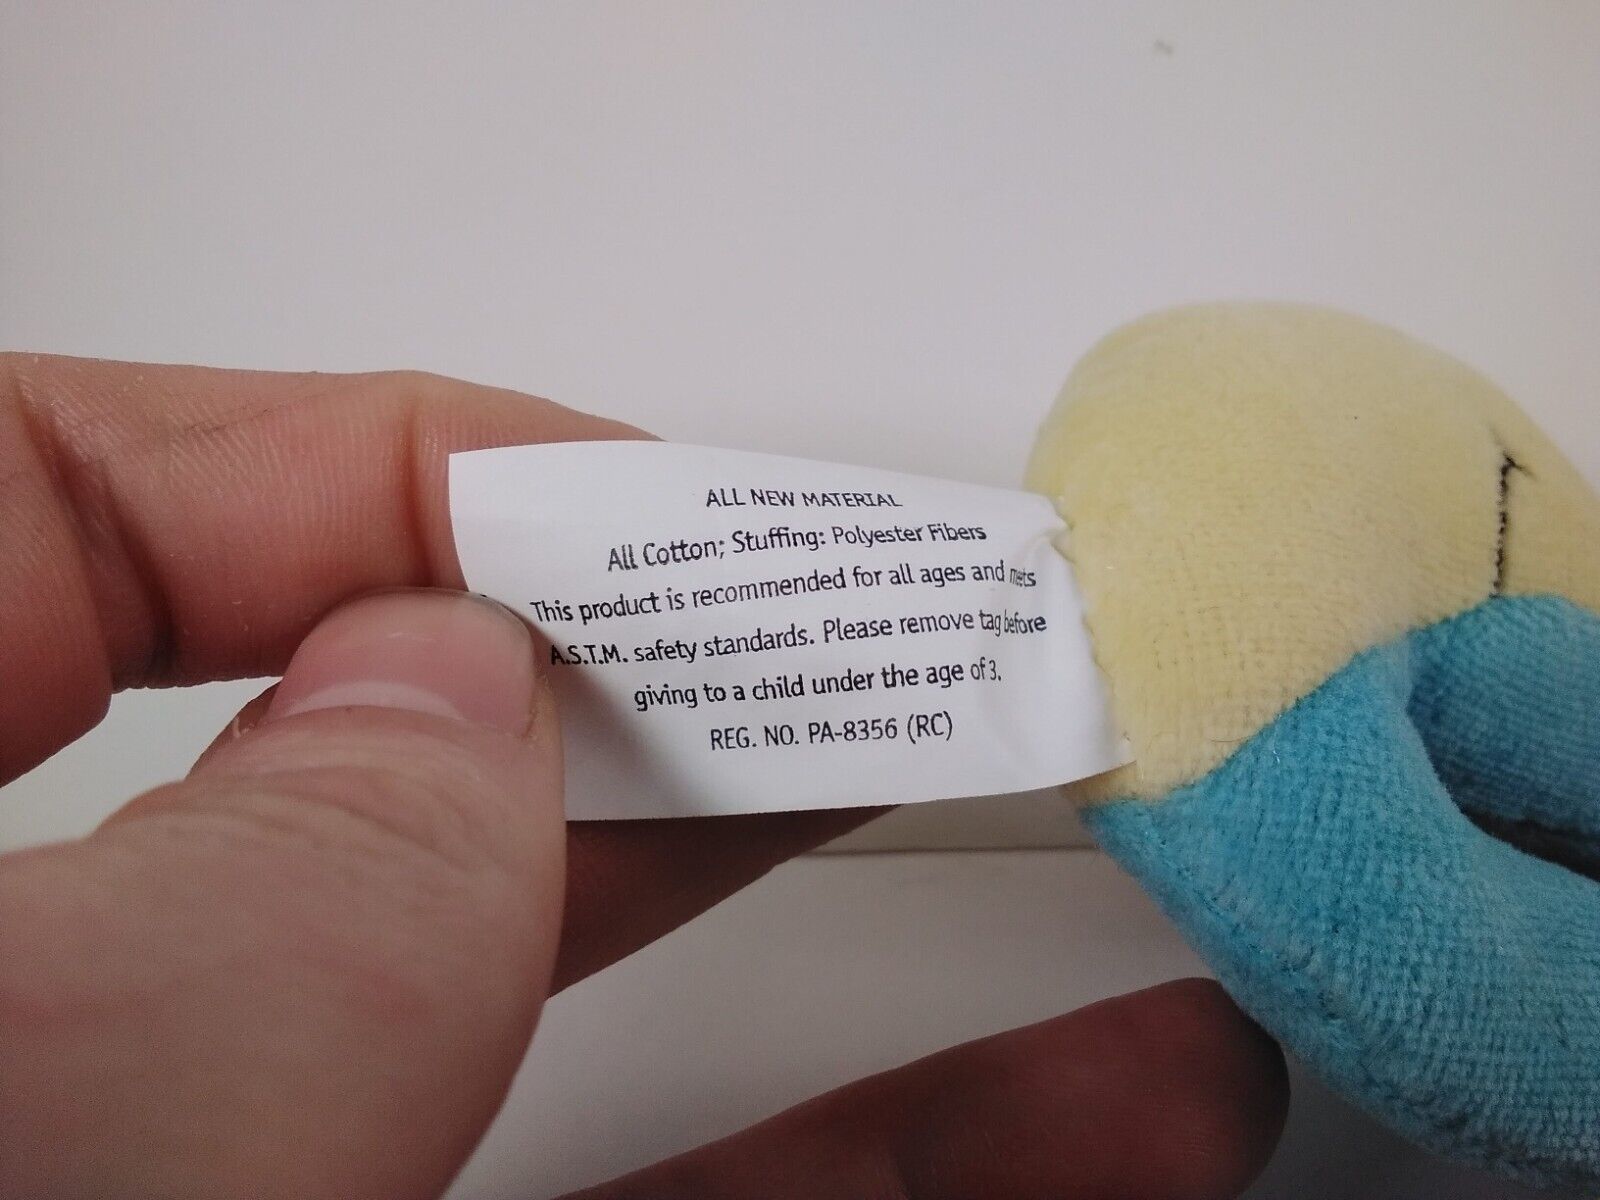 ALL NEW MATERIAL
All Cotton; Stuffing: Polyester Fibers
This product is recommended for all ages and meets
A.S.T.M. safety standards. Please remove tag before
giving to a child under the age of 3.
REG. NO. PA-8356 (RC)